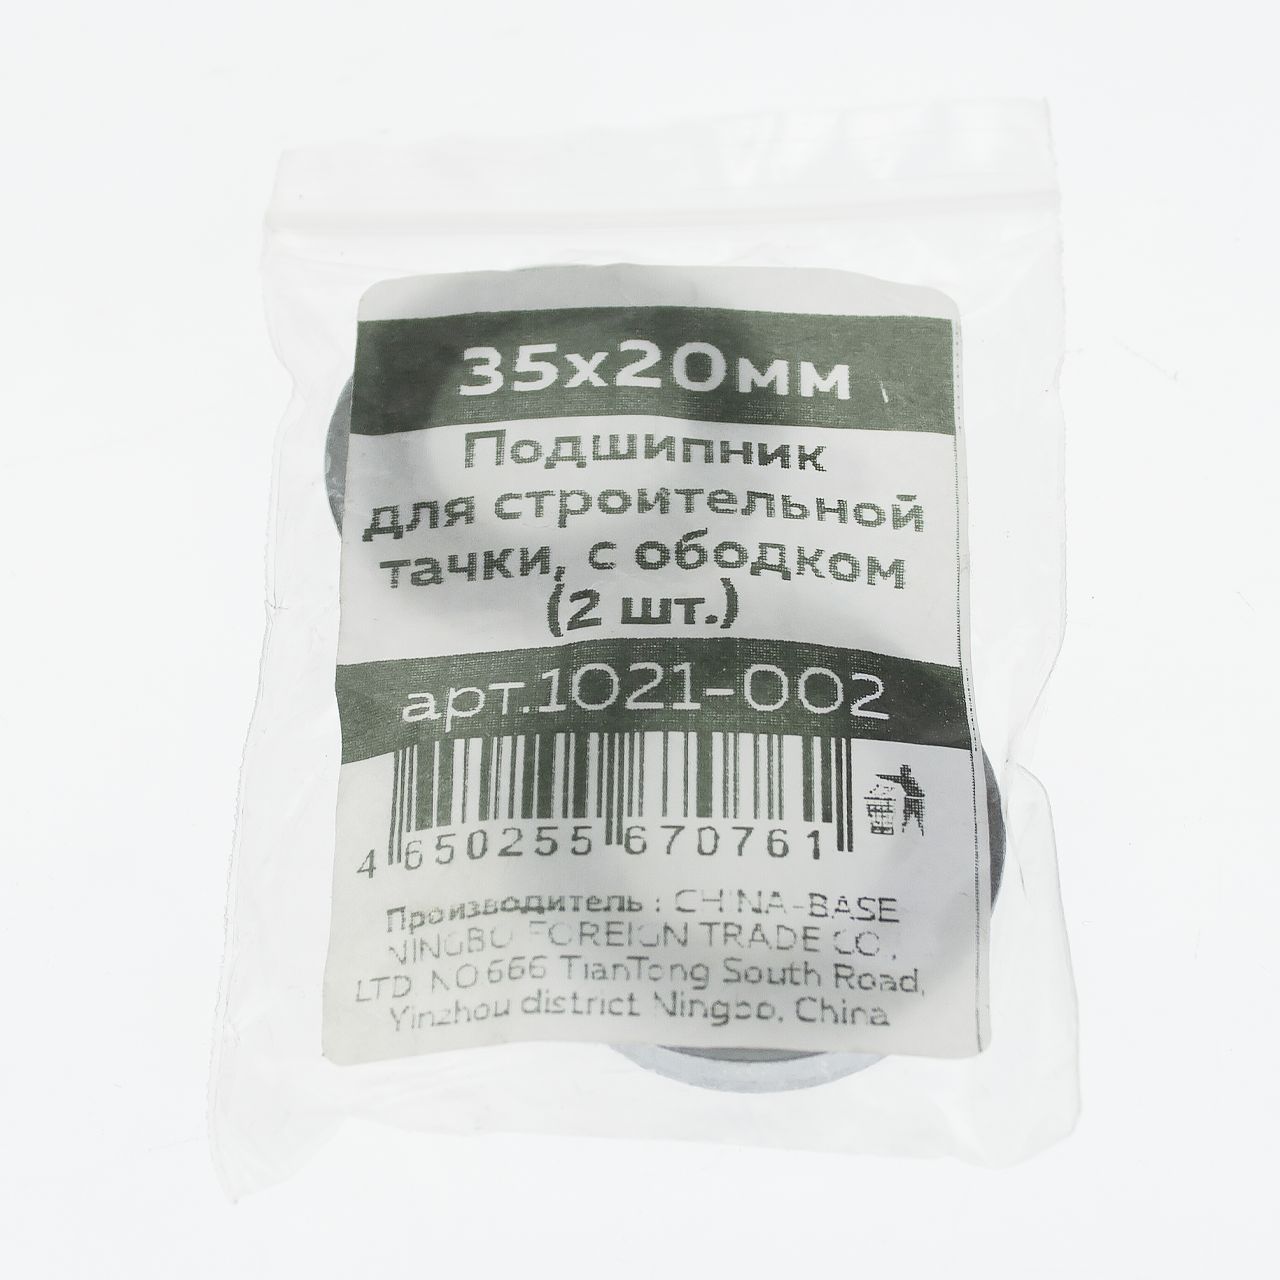 35х20мм
Подшипник
для строительной
тачки, с ободком
(2 шт.)
арт.1021-002
4 650255 670761
Производитель : CHINA-BASE
NINGBO FOREIGN TRADE CO.,
LTD. NO.666 TianTong South Road,
Yinzhou district Ningbo, China